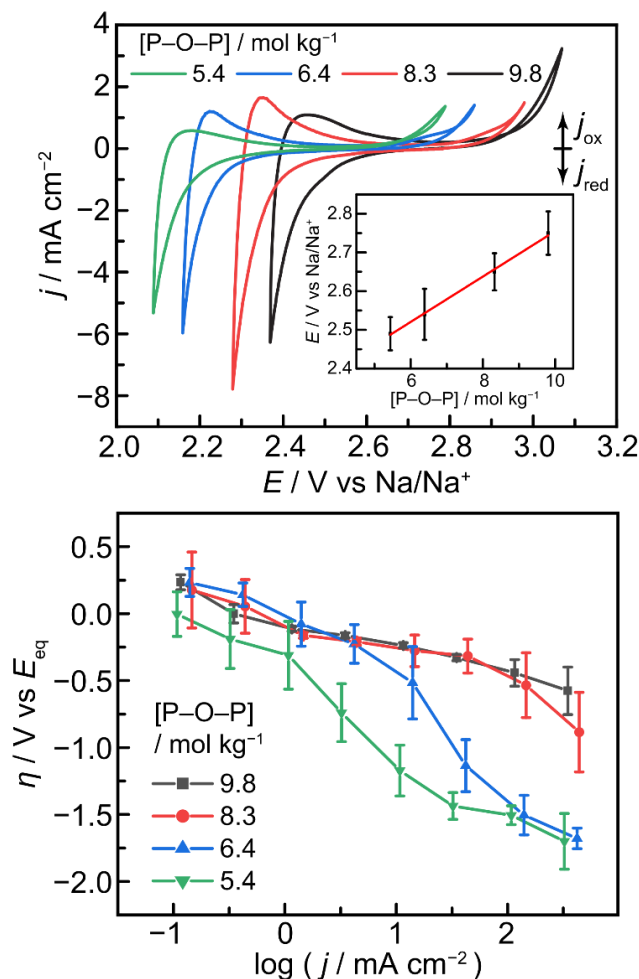 [P–O–P] / mol kg⁻¹
5.4 6.4 8.3 9.8
j / mA cm⁻²
4
2
0
−2
−4
−6
−8
j_ox
j_red
E / V vs Na/Na⁺
2.8
2.7
2.6
2.5
2.4
6 8 10
[P–O–P] / mol kg⁻¹
2.0 2.2 2.4 2.6 2.8 3.0 3.2
E / V vs Na/Na⁺
η / V vs E_eq
0.5
0.0
−0.5
−1.0
−1.5
−2.0
[P–O–P]
/ mol kg⁻¹
9.8
8.3
6.4
5.4
−1 0 1 2 3
log ( j / mA cm⁻²)